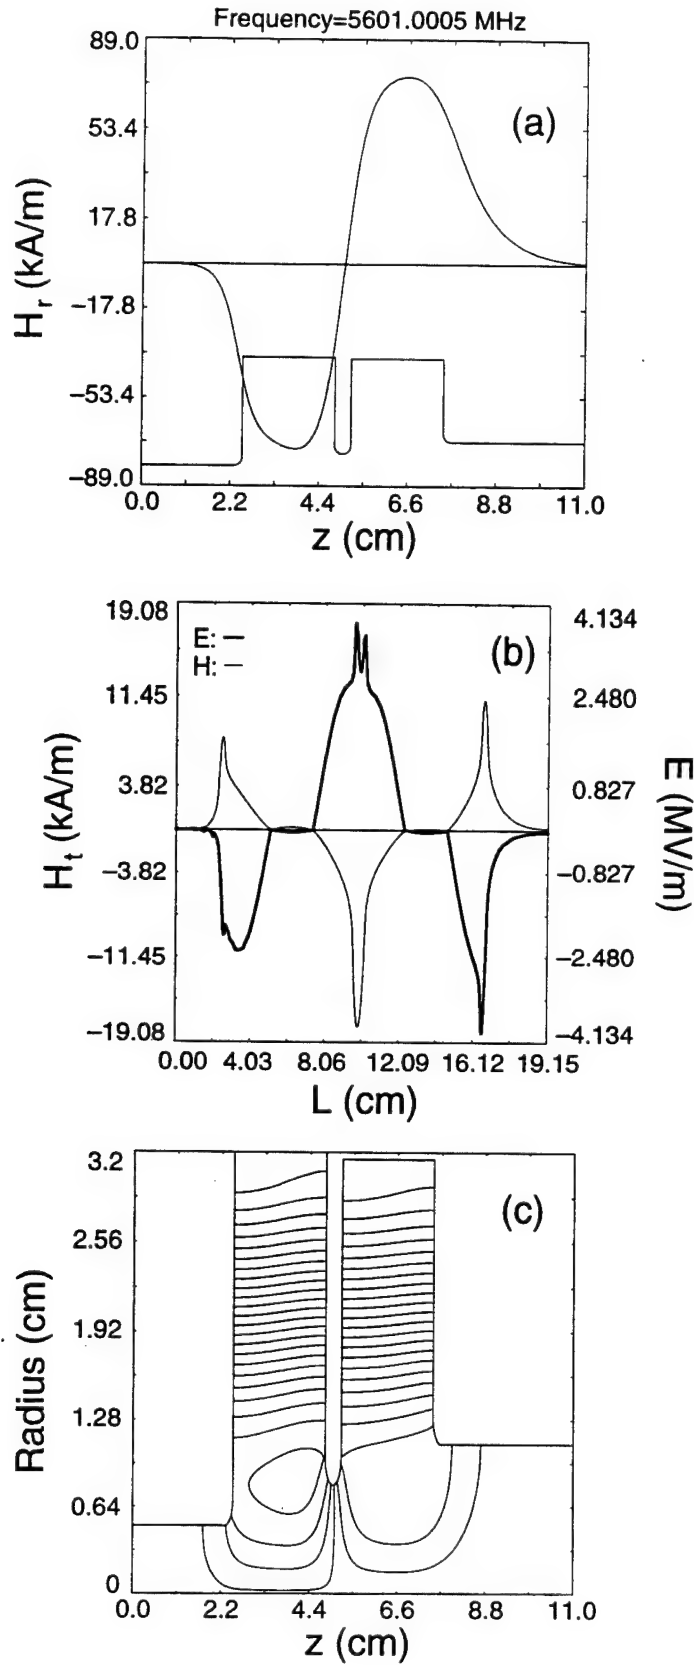 Frequency=5601.0005 MHz
89.0
53.4
17.8
−17.8
−53.4
−89.0
H_r (kA/m)
(a)
0.0 2.2 4.4 6.6 8.8 11.0
z (cm)
19.08
11.45
3.82
−3.82
−11.45
−19.08
H_t (kA/m)
E: —
H: —
(b)
4.134
2.480
0.827
−0.827
−2.480
−4.134
E (MV/m)
0.00 4.03 8.06 12.09 16.12 19.15
L (cm)
3.2
2.56
1.92
1.28
0.64
0
Radius (cm)
(c)
0.0 2.2 4.4 6.6 8.8 11.0
z (cm)